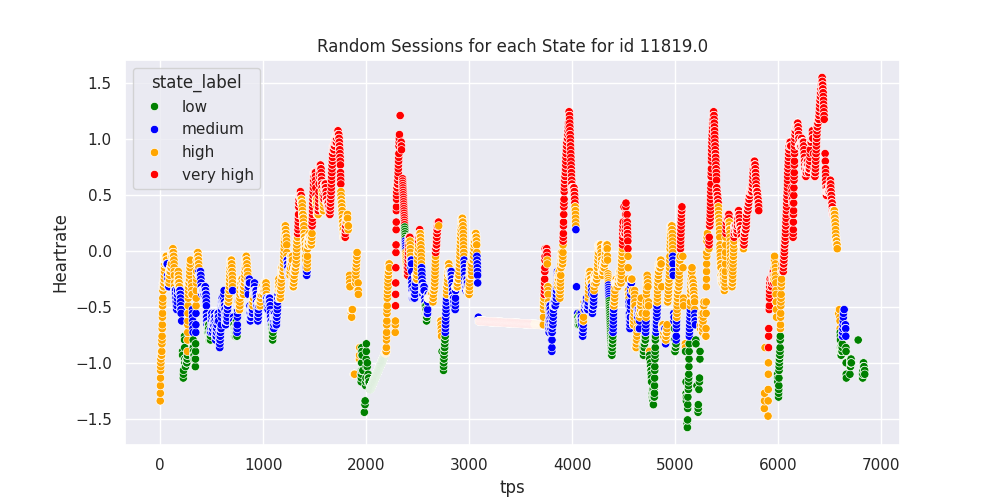 Random Sessions for each State for id 11819.0
state_label
low
medium
high
very high
1.5
1.0
0.5
0.0
−0.5
−1.0
−1.5
Heartrate
0 1000 2000 3000 4000 5000 6000 7000
tps